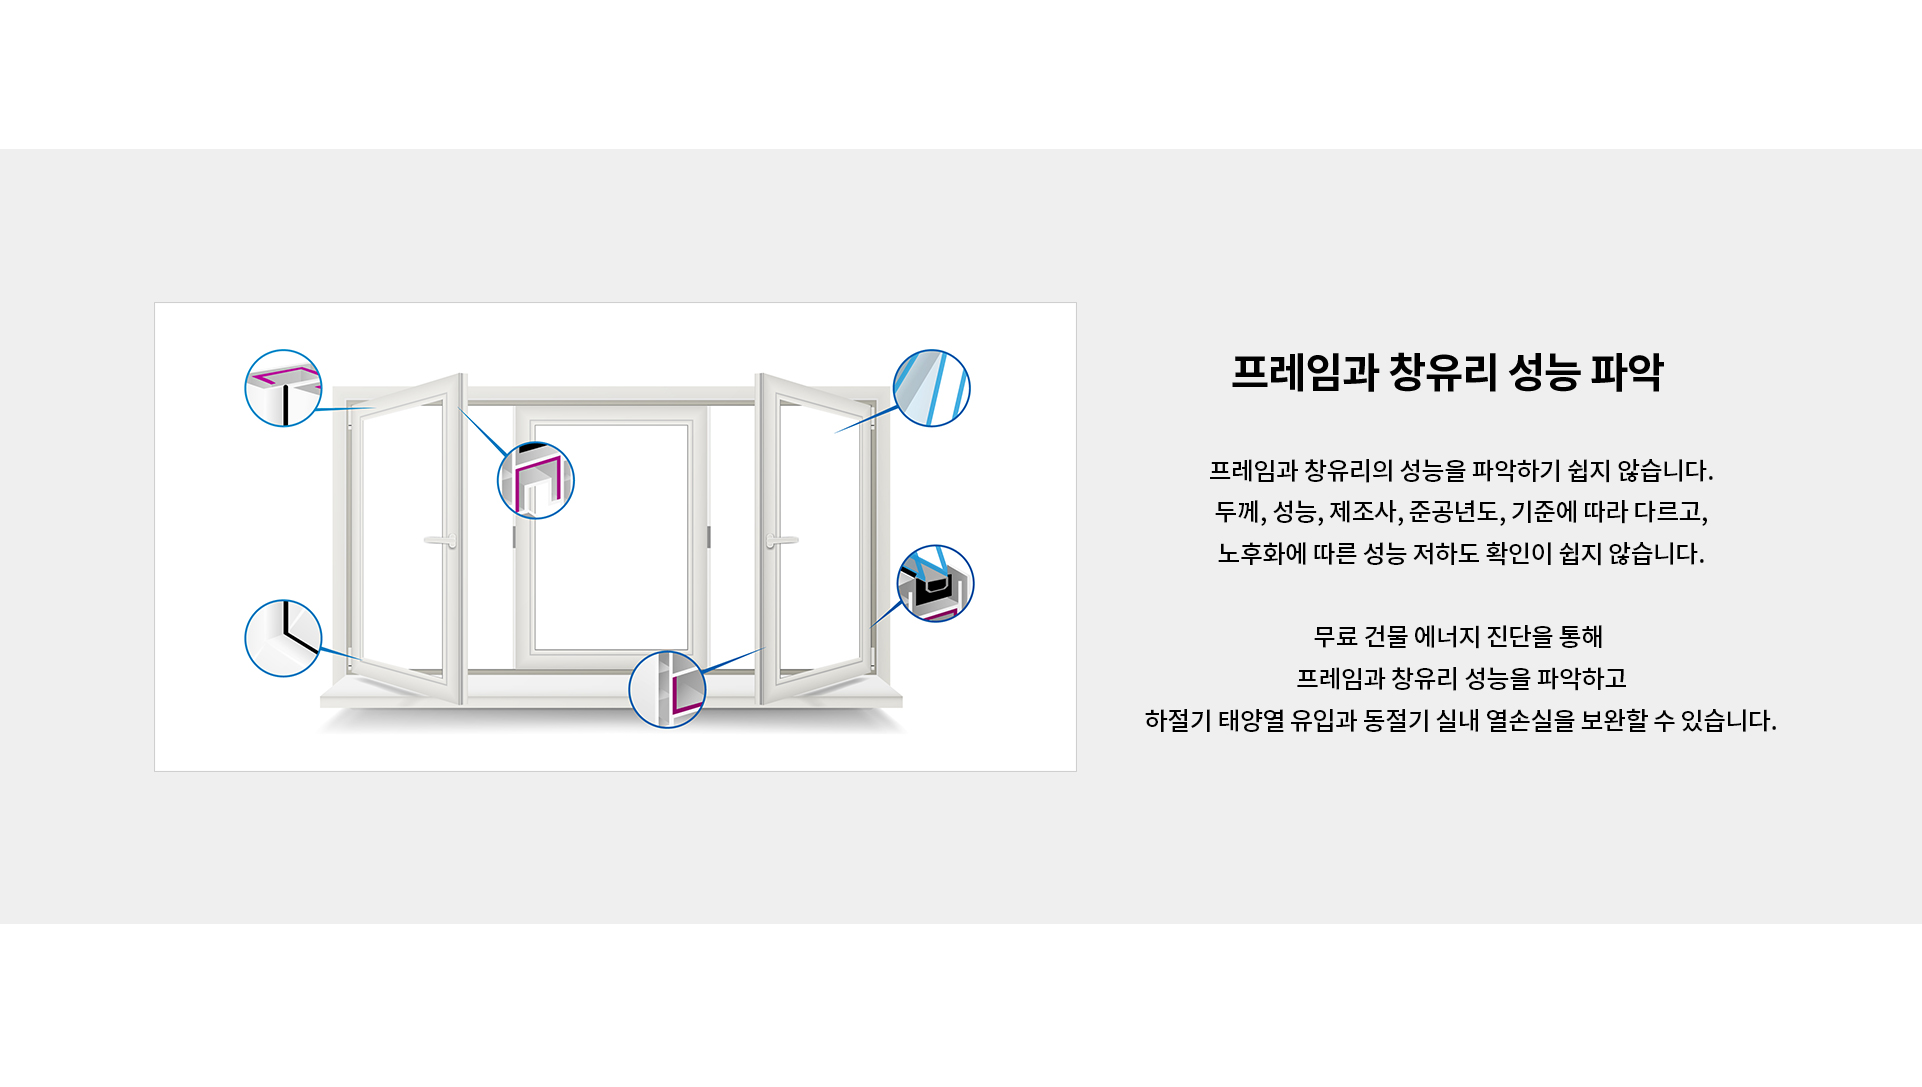 프레임과 창유리 성능 파악
프레임과 창유리의 성능을 파악하기 쉽지 않습니다.
두께, 성능, 제조사, 준공년도, 기준에 따라 다르고,
노후화에 따른 성능 저하도 확인이 쉽지 않습니다.
무료 건물 에너지 진단을 통해
프레임과 창유리 성능을 파악하고
하절기 태양열 유입과 동절기 실내 열손실을 보완할 수 있습니다.